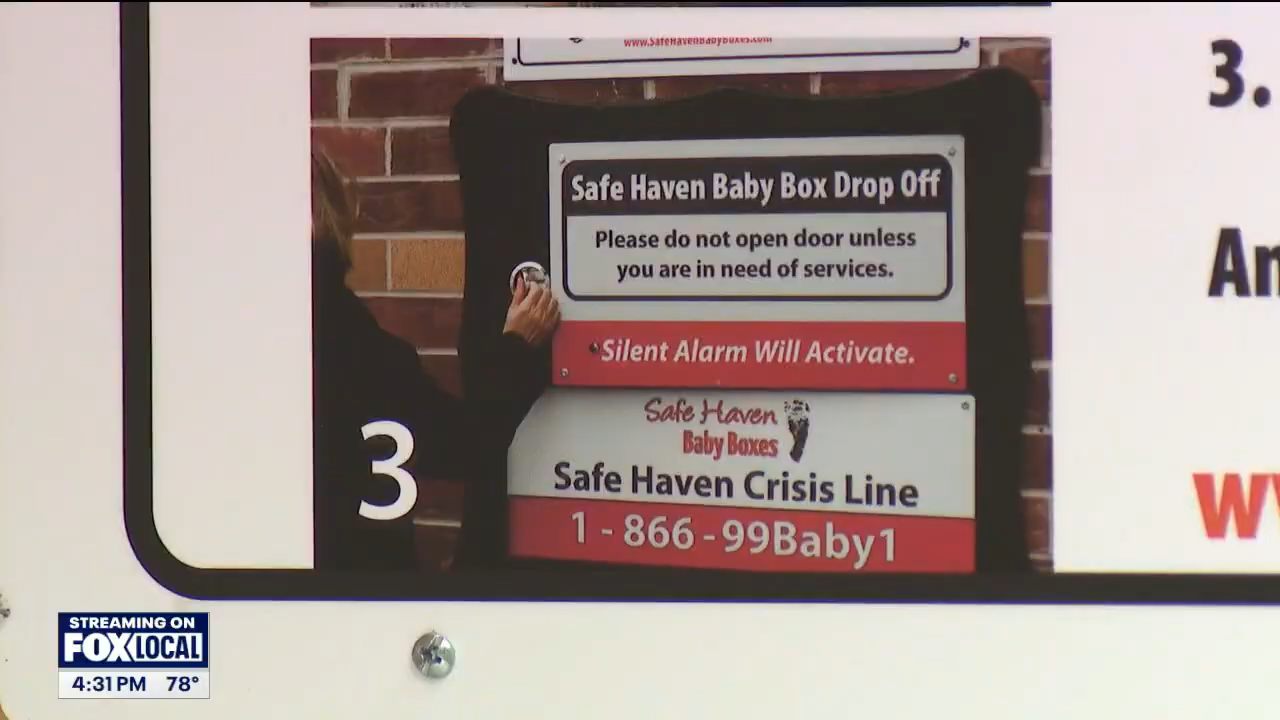 www.SafeHavenBabyBoxes.com
3.
Safe Haven Baby Box Drop Off
Please do not open door unless
you are in need of services.
Silent Alarm Will Activate.
Safe Haven
Baby Boxes
Safe Haven Crisis Line
1 - 866 - 99Baby1
3
STREAMING ON
FOX LOCAL
4:31 PM 78°